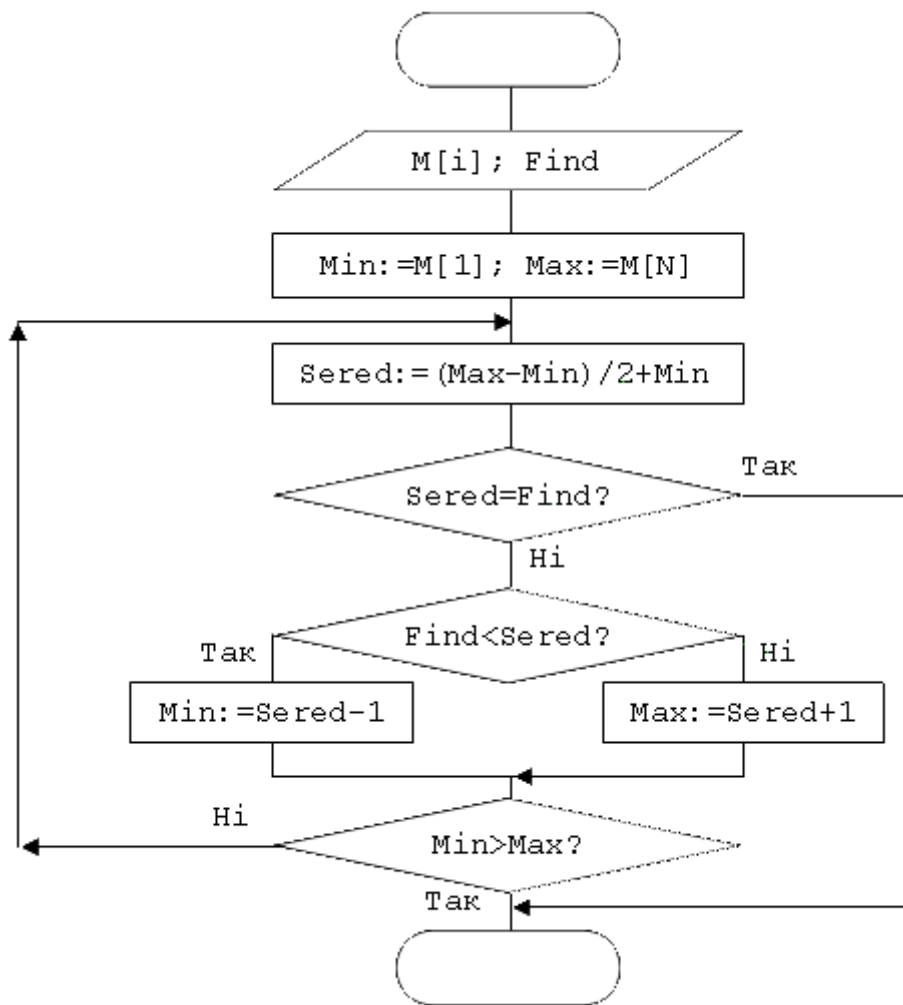 M[i]; Find
Min:=M[1]; Max:=M[N]
Sered:=(Max-Min)/2+Min
Sered=Find?
Так
Ні
Find<Sered?
Так
Ні
Min:=Sered-1
Max:=Sered+1
Ні
Min>Max?
Так